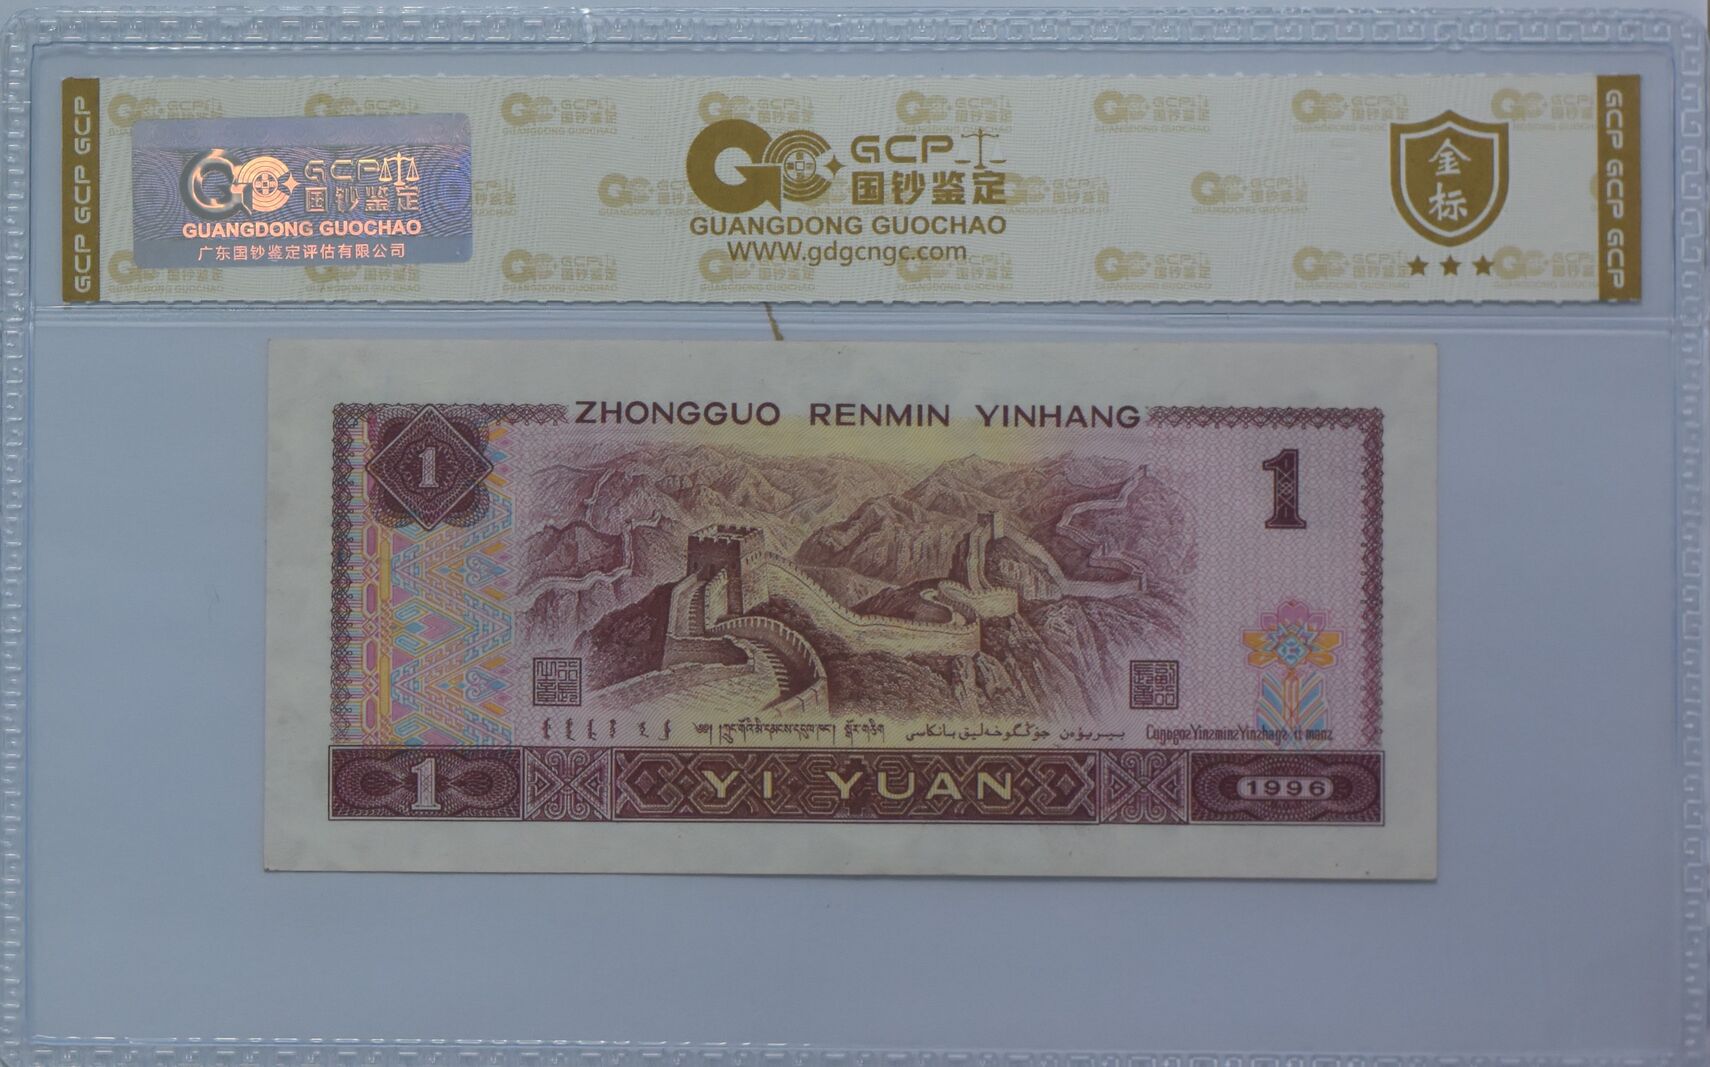 GCP GCP GCP
GCP 国钞鉴定
GUANGDONG GUOCHAO
广东国钞鉴定评估有限公司
GCP
国钞鉴定
GUANGDONG GUOCHAO
WWW.gdgcngc.com
金标
GCP GCP GCP GCP
ZHONGGUO RENMIN YINHANG
1
1
1
YI YUAN
1996